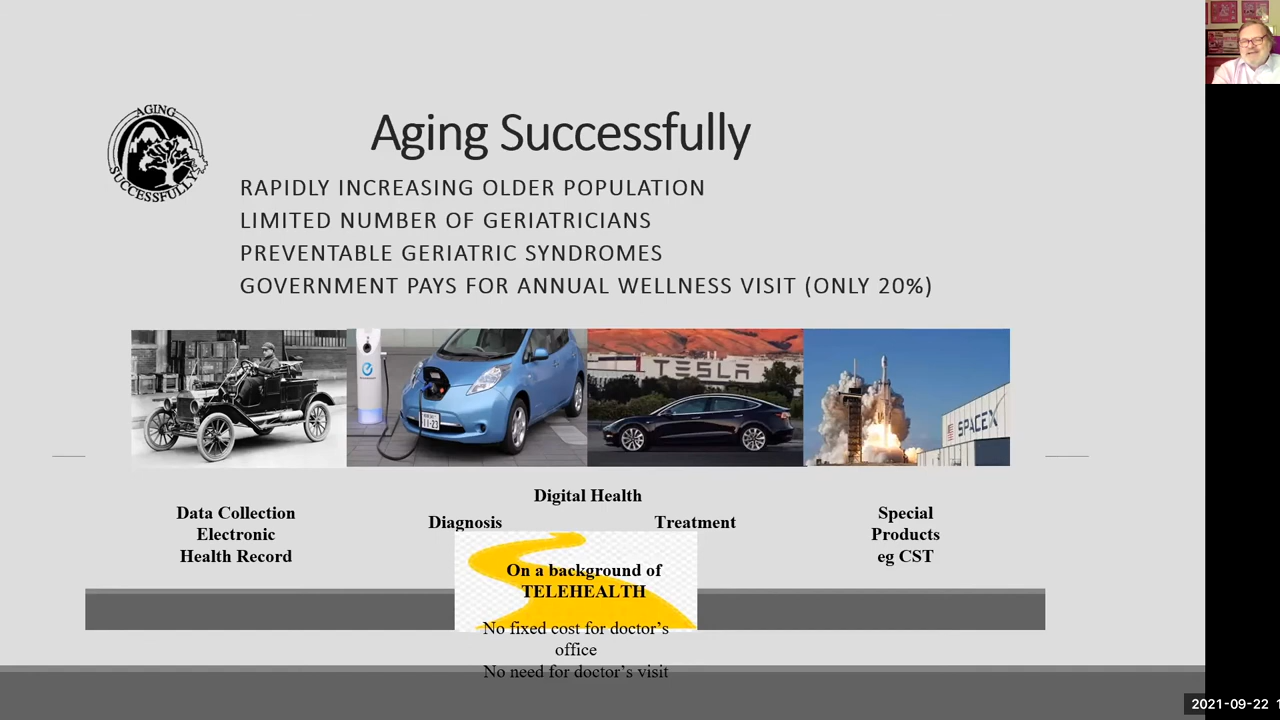 Aging Successfully
AGING
SUCCESSFULLY
RAPIDLY INCREASING OLDER POPULATION
LIMITED NUMBER OF GERIATRICIANS
PREVENTABLE GERIATRIC SYNDROMES
GOVERNMENT PAYS FOR ANNUAL WELLNESS VISIT (ONLY 20%)
TESLA
SPACEX
Digital Health
Data Collection
Electronic
Health Record
Diagnosis
Treatment
Special
Products
eg CST
On a background of
TELEHEALTH
No fixed cost for doctor's
office
No need for doctor's visit
2021-09-22